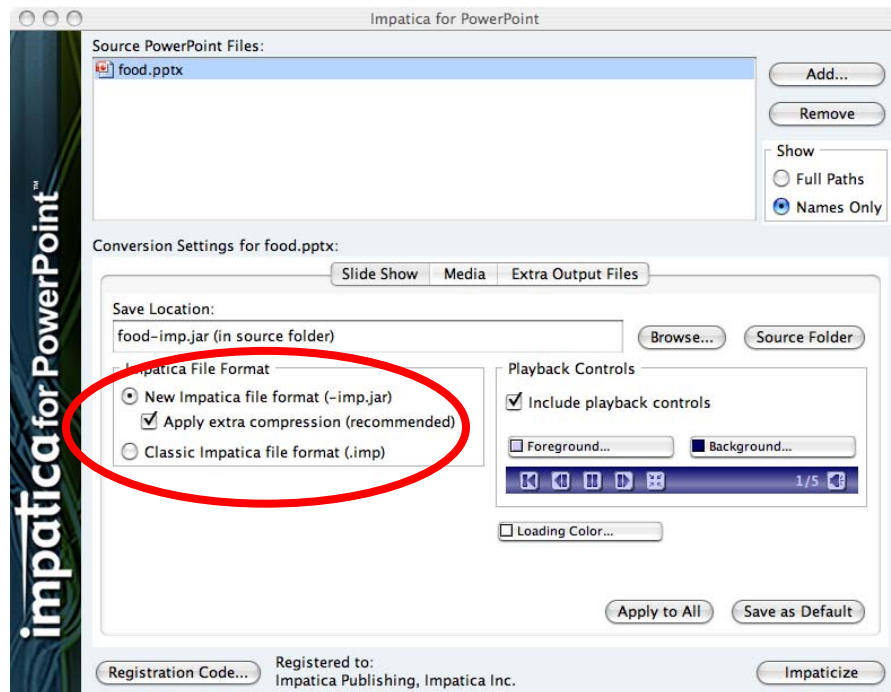 Impatica for PowerPoint
Source PowerPoint Files:
food.pptx
Add...
Remove
Show
Full Paths
Names Only
impatica for PowerPoint™
Conversion Settings for food.pptx:
Slide Show Media Extra Output Files
Save Location:
food-imp.jar (in source folder)
Browse... Source Folder
Impatica File Format
New Impatica file format (-imp.jar)
Apply extra compression (recommended)
Classic Impatica file format (.imp)
Playback Controls
Include playback controls
Foreground... Background...
1/5
Loading Color...
Apply to All Save as Default
Registration Code...
Registered to:
Impatica Publishing, Impatica Inc.
Impaticize